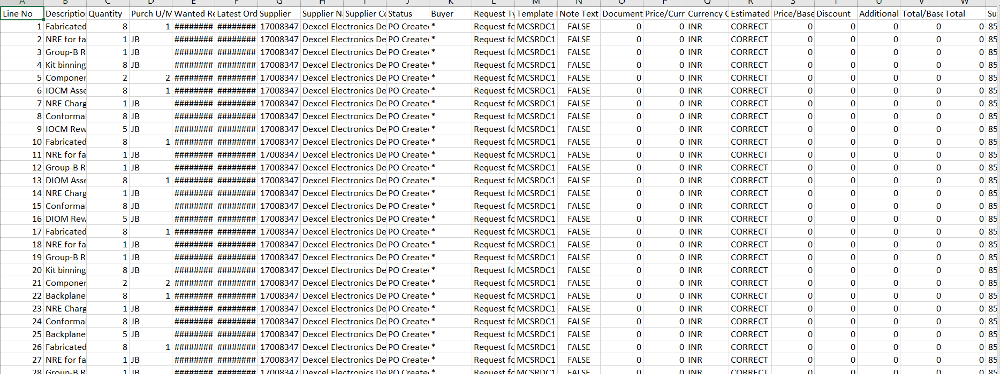 A B C D E F G H I J K L M N O P Q R S T U V W
Line No Descriptio Quantity Purch U/M Wanted Re Latest Ord Supplier Supplier Na Supplier Co Status Buyer Request Ty Template I Note Text Document Price/Curr Currency C Estimated Price/Base Discount Additional Total/Base Total Su
1 Fabricated 8 1 ######## ######## 17008347 Dexcel Electronics De PO Create * Request fo MCSRDC1 FALSE 0 0 INR CORRECT 0 0 0 0 0 85
2 NRE for fa 1 JB ######## ######## 17008347 Dexcel Electronics De PO Create * Request fo MCSRDC1 FALSE 0 0 INR CORRECT 0 0 0 0 0 85
3 Group-B R 1 JB ######## ######## 17008347 Dexcel Electronics De PO Create * Request fo MCSRDC1 FALSE 0 0 INR CORRECT 0 0 0 0 0 85
4 Kit binning 8 JB ######## ######## 17008347 Dexcel Electronics De PO Create * Request fo MCSRDC1 FALSE 0 0 INR CORRECT 0 0 0 0 0 85
5 Componer 2 2 ######## ######## 17008347 Dexcel Electronics De PO Create * Request fo MCSRDC1 FALSE 0 0 INR CORRECT 0 0 0 0 0 85
6 IOCM Asse 8 1 ######## ######## 17008347 Dexcel Electronics De PO Create * Request fo MCSRDC1 FALSE 0 0 INR CORRECT 0 0 0 0 0 85
7 NRE Charg 1 JB ######## ######## 17008347 Dexcel Electronics De PO Create * Request fo MCSRDC1 FALSE 0 0 INR CORRECT 0 0 0 0 0 85
8 Conformal 8 JB ######## ######## 17008347 Dexcel Electronics De PO Create * Request fo MCSRDC1 FALSE 0 0 INR CORRECT 0 0 0 0 0 85
9 IOCM Rew 5 JB ######## ######## 17008347 Dexcel Electronics De PO Create * Request fo MCSRDC1 FALSE 0 0 INR CORRECT 0 0 0 0 0 85
10 Fabricated 8 1 ######## ######## 17008347 Dexcel Electronics De PO Create * Request fo MCSRDC1 FALSE 0 0 INR CORRECT 0 0 0 0 0 85
11 NRE for fa 1 JB ######## ######## 17008347 Dexcel Electronics De PO Create * Request fo MCSRDC1 FALSE 0 0 INR CORRECT 0 0 0 0 0 85
12 Group-B R 1 JB ######## ######## 17008347 Dexcel Electronics De PO Create * Request fo MCSRDC1 FALSE 0 0 INR CORRECT 0 0 0 0 0 85
13 DIOM Asse 8 1 ######## ######## 17008347 Dexcel Electronics De PO Create * Request fo MCSRDC1 FALSE 0 0 INR CORRECT 0 0 0 0 0 85
14 NRE Charg 1 JB ######## ######## 17008347 Dexcel Electronics De PO Create * Request fo MCSRDC1 FALSE 0 0 INR CORRECT 0 0 0 0 0 85
15 Conformal 8 JB ######## ######## 17008347 Dexcel Electronics De PO Create * Request fo MCSRDC1 FALSE 0 0 INR CORRECT 0 0 0 0 0 85
16 DIOM Rew 5 JB ######## ######## 17008347 Dexcel Electronics De PO Create * Request fo MCSRDC1 FALSE 0 0 INR CORRECT 0 0 0 0 0 85
17 Fabricated 8 1 ######## ######## 17008347 Dexcel Electronics De PO Create * Request fo MCSRDC1 FALSE 0 0 INR CORRECT 0 0 0 0 0 85
18 NRE for fa 1 JB ######## ######## 17008347 Dexcel Electronics De PO Create * Request fo MCSRDC1 FALSE 0 0 INR CORRECT 0 0 0 0 0 85
19 Group-B R 1 JB ######## ######## 17008347 Dexcel Electronics De PO Create * Request fo MCSRDC1 FALSE 0 0 INR CORRECT 0 0 0 0 0 85
20 Kit binning 8 JB ######## ######## 17008347 Dexcel Electronics De PO Create * Request fo MCSRDC1 FALSE 0 0 INR CORRECT 0 0 0 0 0 85
21 Componer 2 2 ######## ######## 17008347 Dexcel Electronics De PO Create * Request fo MCSRDC1 FALSE 0 0 INR CORRECT 0 0 0 0 0 85
22 Backplane 8 1 ######## ######## 17008347 Dexcel Electronics De PO Create * Request fo MCSRDC1 FALSE 0 0 INR CORRECT 0 0 0 0 0 85
23 NRE Charg 1 JB ######## ######## 17008347 Dexcel Electronics De PO Create * Request fo MCSRDC1 FALSE 0 0 INR CORRECT 0 0 0 0 0 85
24 Conformal 8 JB ######## ######## 17008347 Dexcel Electronics De PO Create * Request fo MCSRDC1 FALSE 0 0 INR CORRECT 0 0 0 0 0 85
25 Backplane 5 JB ######## ######## 17008347 Dexcel Electronics De PO Create * Request fo MCSRDC1 FALSE 0 0 INR CORRECT 0 0 0 0 0 85
26 Fabricated 8 1 ######## ######## 17008347 Dexcel Electronics De PO Create * Request fo MCSRDC1 FALSE 0 0 INR CORRECT 0 0 0 0 0 85
27 NRE for fa 1 JB ######## ######## 17008347 Dexcel Electronics De PO Create * Request fo MCSRDC1 FALSE 0 0 INR CORRECT 0 0 0 0 0 85
28 Group-B R 1 JB ######## ######## 17008347 Dexcel Electronics De PO Create * Request fo MCSRDC1 FALSE 0 0 INR CORRECT 0 0 0 0 0 85